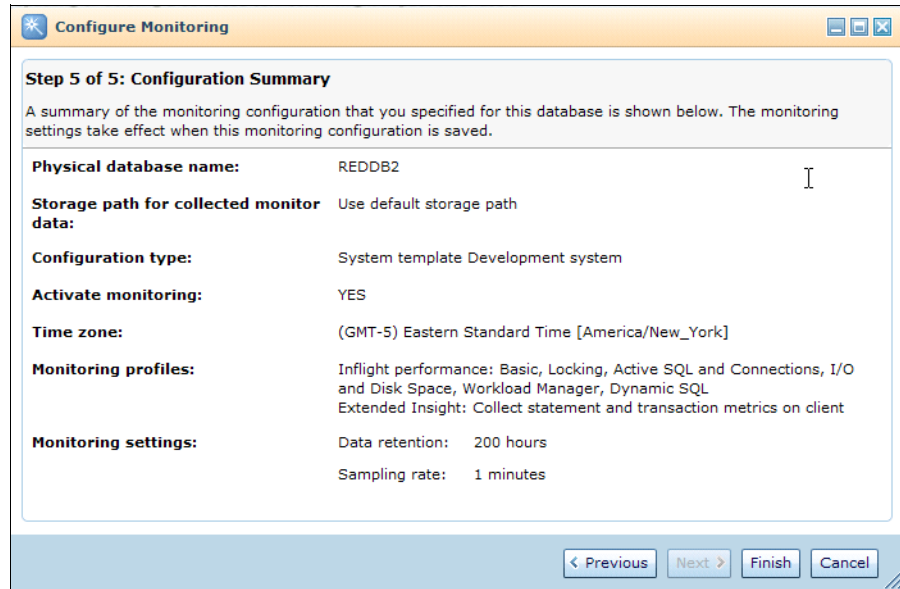 Configure Monitoring
Step 5 of 5: Configuration Summary
A summary of the monitoring configuration that you specified for this database is shown below. The monitoring
settings take effect when this monitoring configuration is saved.
Physical database name: REDDB2
Storage path for collected monitor Use default storage path
data:
Configuration type: System template Development system
Activate monitoring: YES
Time zone: (GMT-5) Eastern Standard Time [America/New_York]
Monitoring profiles: Inflight performance: Basic, Locking, Active SQL and Connections, I/O
and Disk Space, Workload Manager, Dynamic SQL
Extended Insight: Collect statement and transaction metrics on client
Monitoring settings: Data retention: 200 hours
Sampling rate: 1 minutes
< Previous Next > Finish Cancel